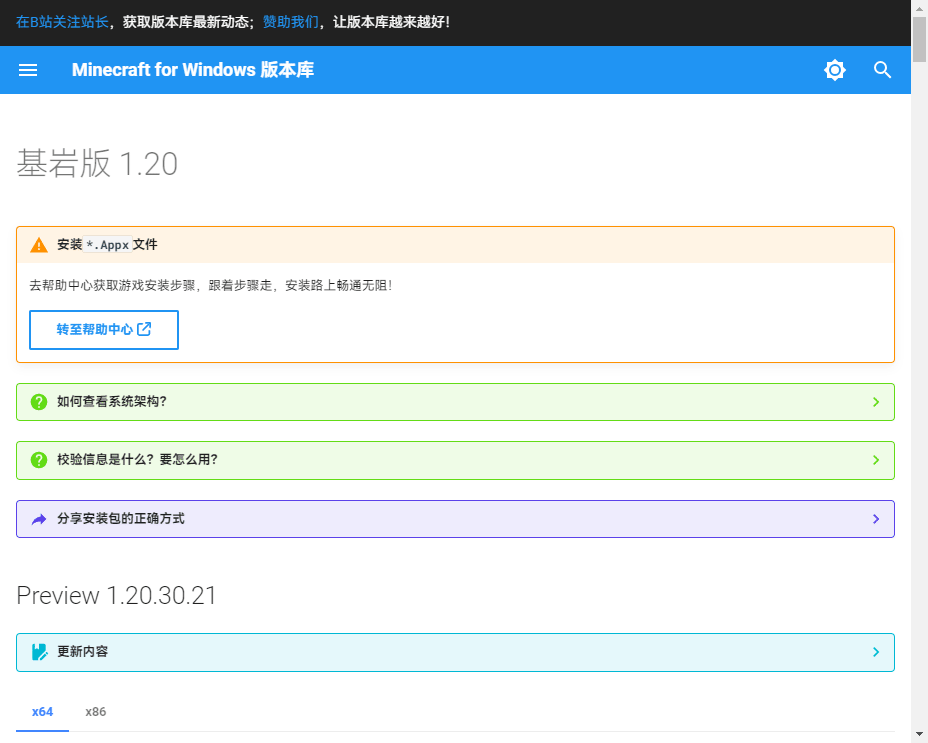 在B站关注站长，获取版本库最新动态；赞助我们，让版本库越来越好！
Minecraft for Windows 版本库
基岩版 1.20
安装 *.Appx 文件
去帮助中心获取游戏安装步骤，跟着步骤走，安装路上畅通无阻！
转至帮助中心
如何查看系统架构？
校验信息是什么？要怎么用？
分享安装包的正确方式
Preview 1.20.30.21
更新内容
x64 x86